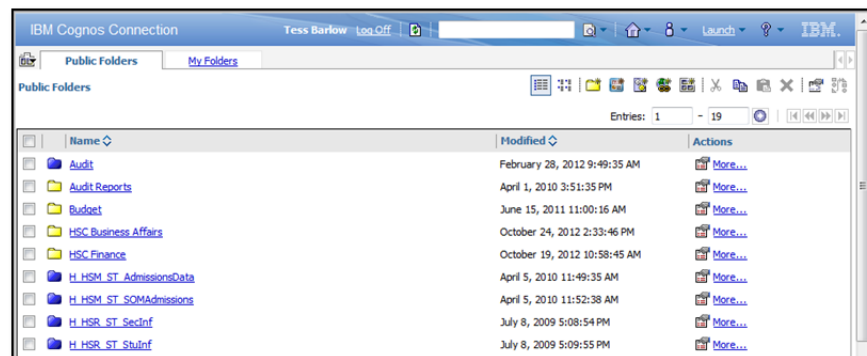 IBM Cognos Connection Tess Barlow Log Off Launch ? IBM.
Public Folders My Folders
Public Folders
Entries: 1 - 19
Name Modified Actions
Audit February 28, 2012 9:49:35 AM More...
Audit Reports April 1, 2010 3:51:35 PM More...
Budget June 15, 2011 11:00:16 AM More...
HSC Business Affairs October 24, 2012 2:33:46 PM More...
HSC Finance October 19, 2012 10:58:45 AM More...
H_HSM_ST_AdmissionsData April 5, 2010 11:49:35 AM More...
H_HSM_ST_SOMAdmissions April 5, 2010 11:52:38 AM More...
H_HSR_ST_SecInf July 8, 2009 5:08:54 PM More...
H_HSR_ST_StuInf July 8, 2009 5:09:55 PM More...